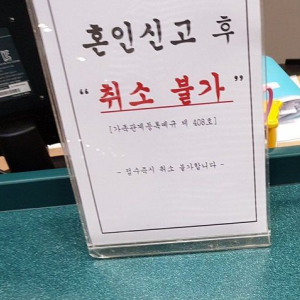 혼인신고 후
“취소 불가”
[가족관계등록예규 제 408호]
- 접수즉시 취소 불가합니다 -